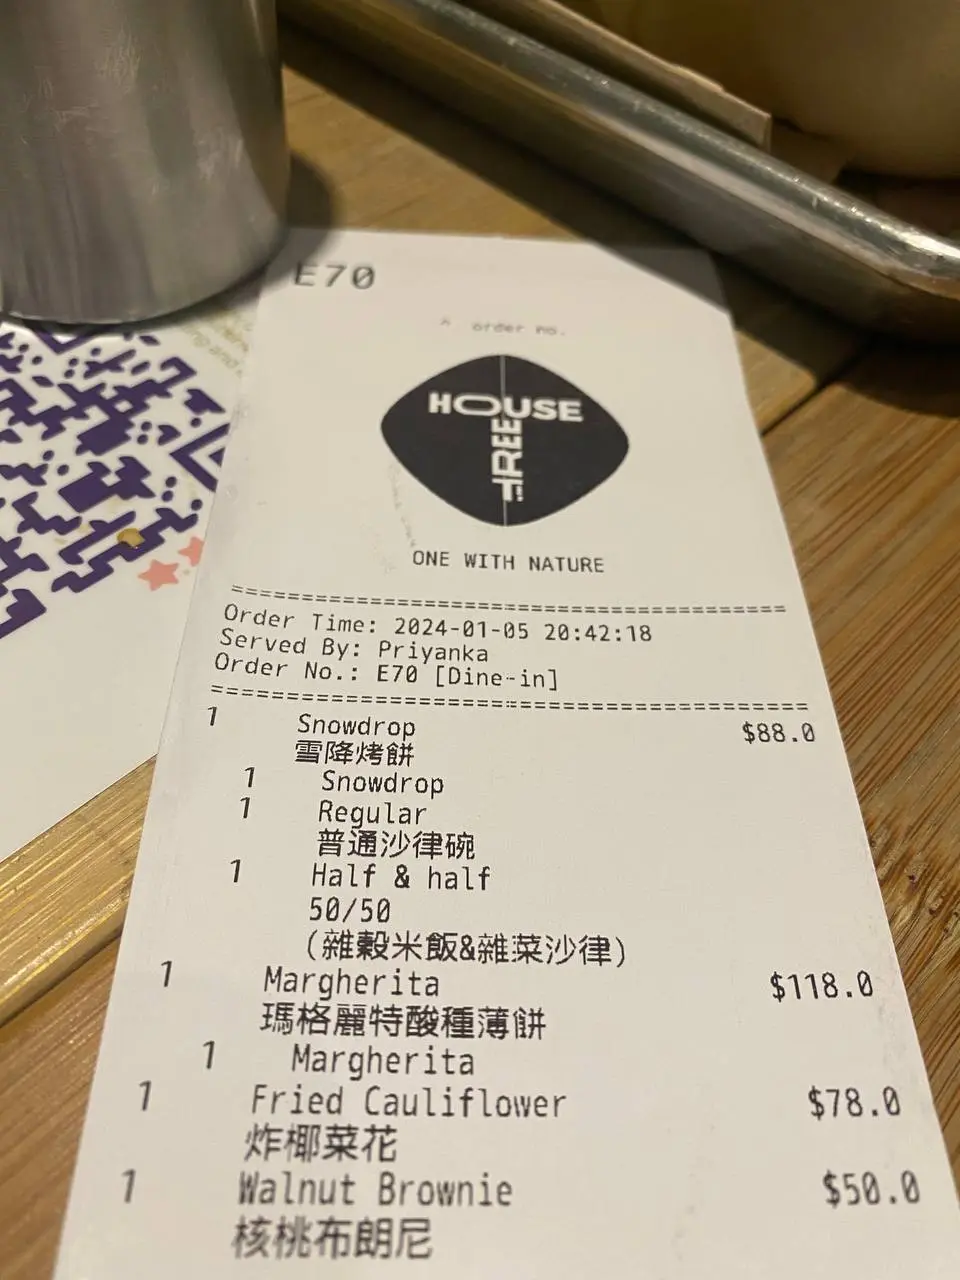 E70
order no.
HOUSE
TREE
ONE WITH NATURE
========================================
Order Time: 2024-01-05 20:42:18
Served By: Priyanka
Order No.: E70 [Dine-in]
========================================
1 Snowdrop $88.0
雪降烤餅
1 Snowdrop
1 Regular
普通沙律碗
1 Half & half
50/50
(雜穀米飯&雜菜沙律)
1 Margherita $118.0
瑪格麗特酸種薄餅
1 Margherita
1 Fried Cauliflower $78.0
炸椰菜花
1 Walnut Brownie $50.0
核桃布朗尼